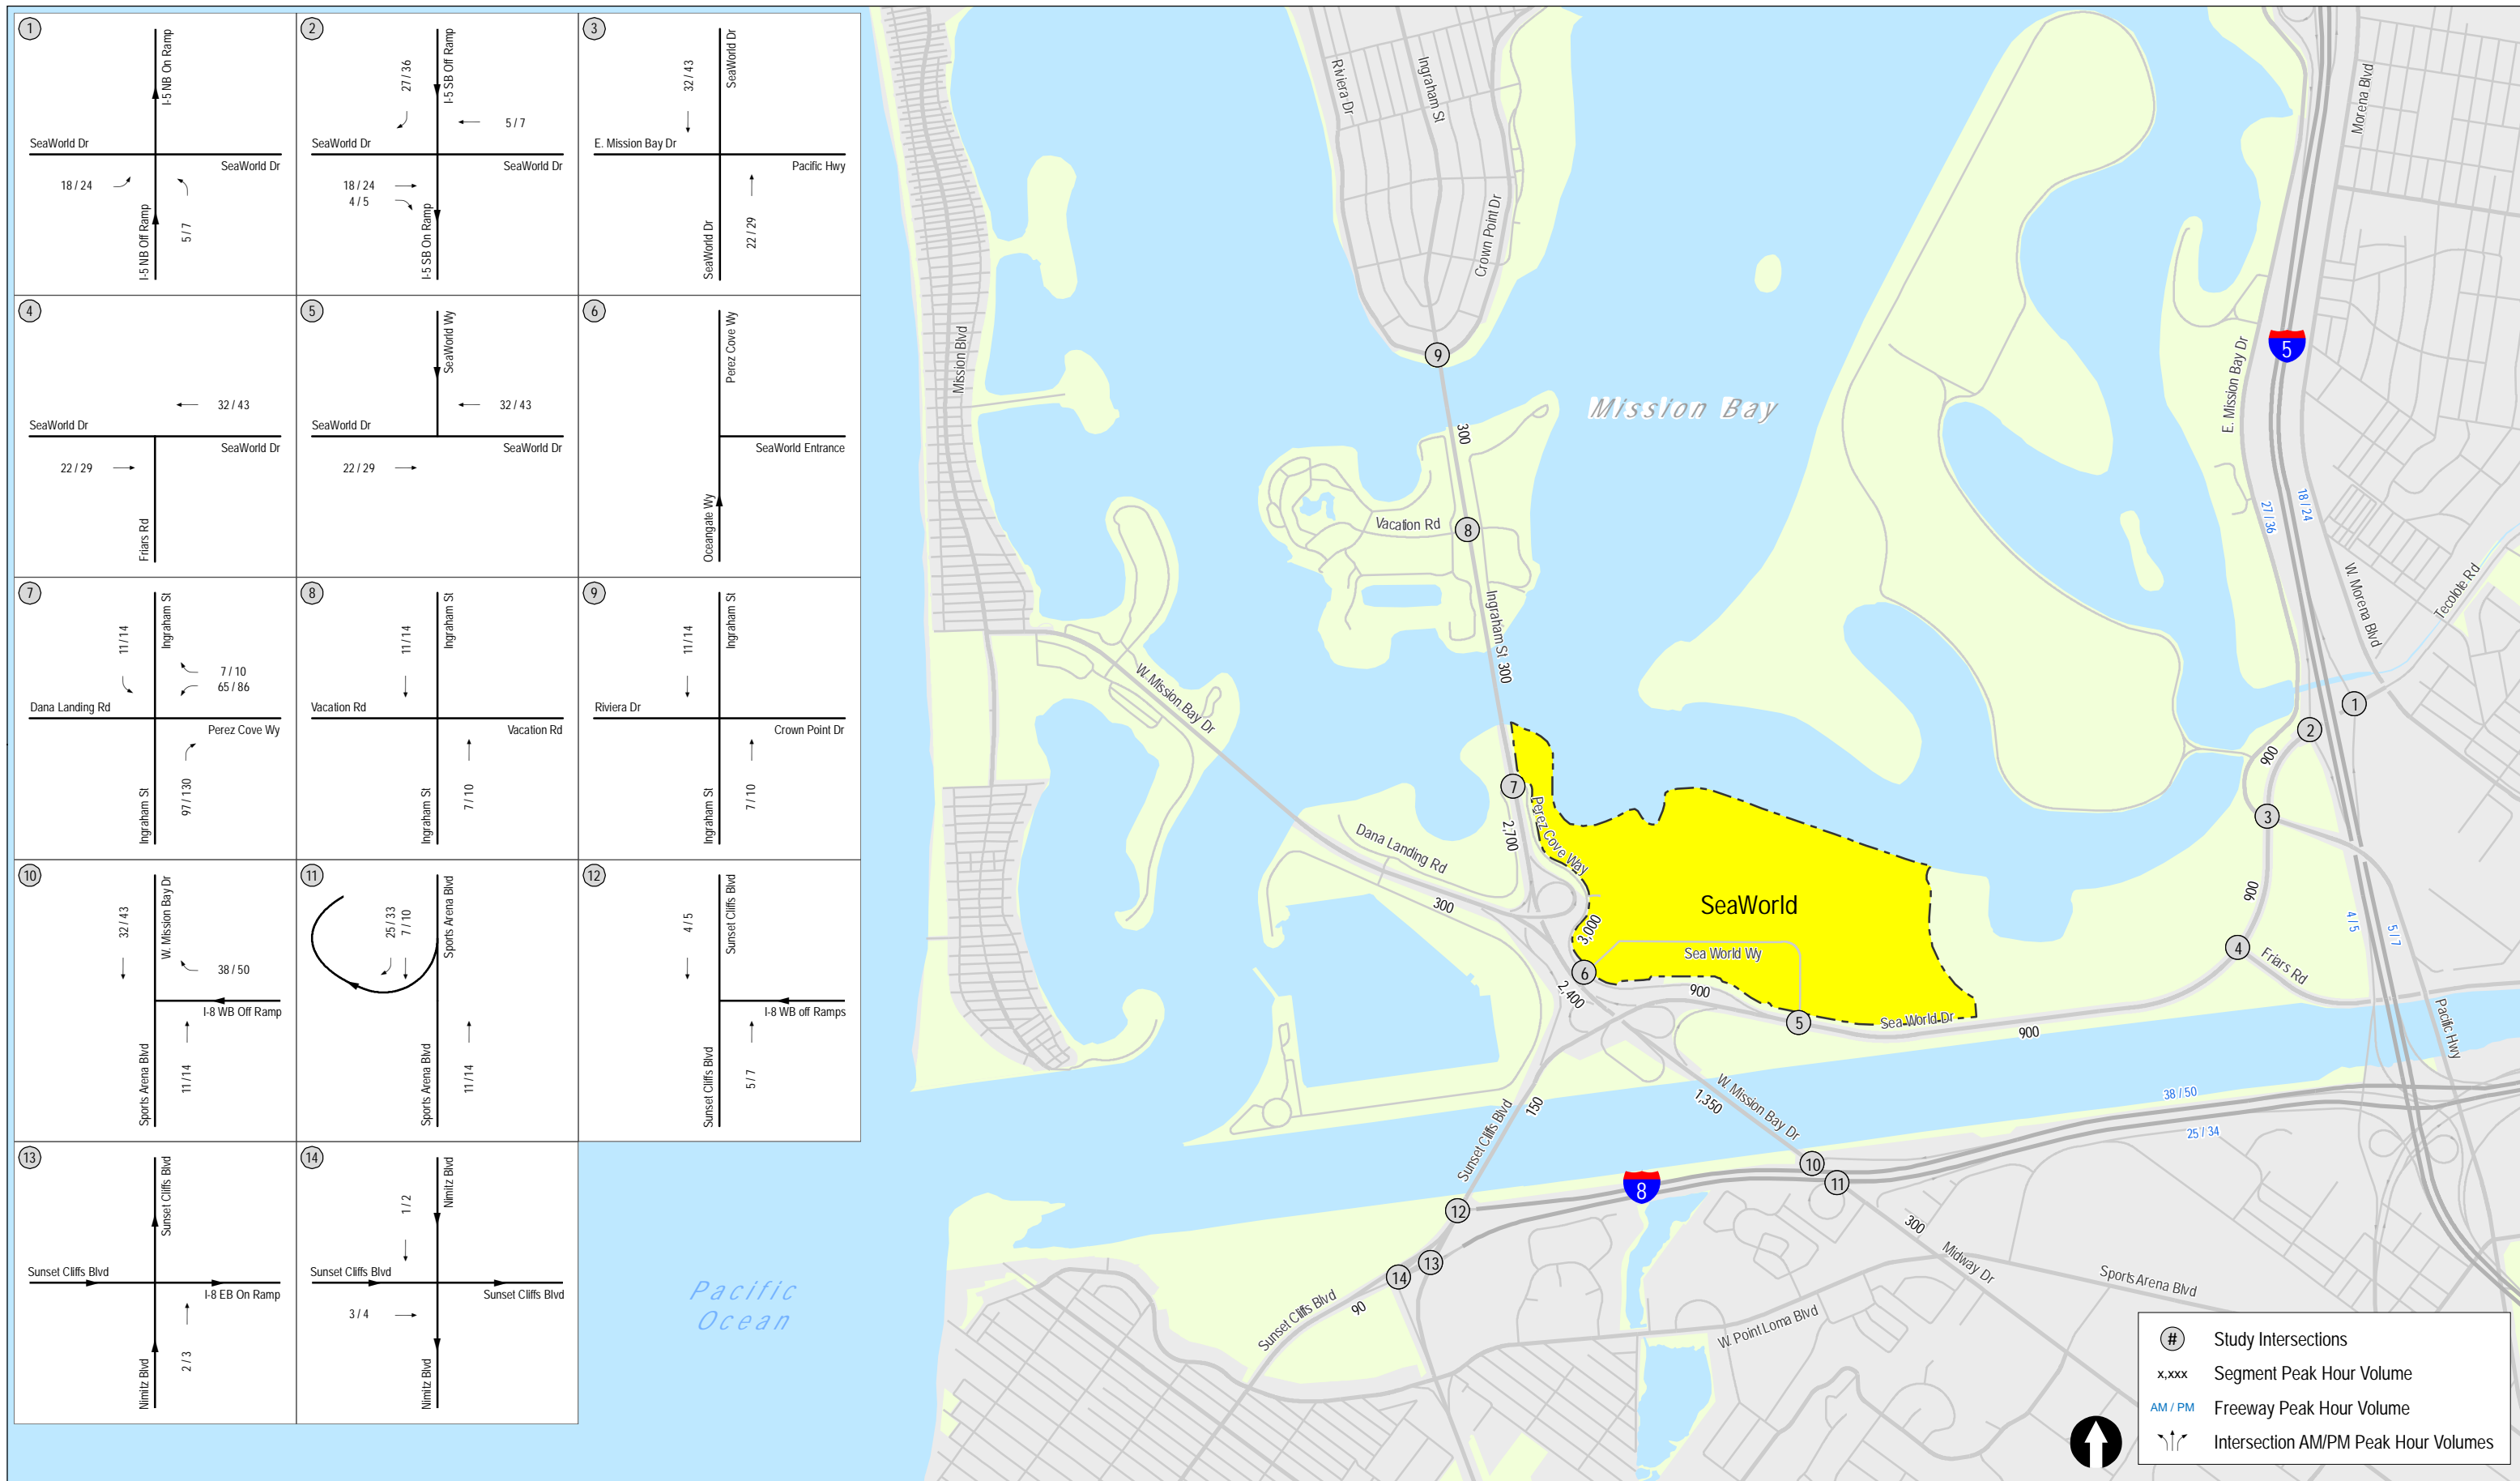 1
I-5 NB On Ramp
SeaWorld Dr
SeaWorld Dr
18 / 24
I-5 NB Off Ramp
5 / 7
2
27 / 36
I-5 SB Off Ramp
5 / 7
SeaWorld Dr
SeaWorld Dr
18 / 24
4 / 5
I-5 SB On Ramp
3
32 / 43
SeaWorld Dr
E. Mission Bay Dr
Pacific Hwy
SeaWorld Dr
22 / 29
4
32 / 43
SeaWorld Dr
SeaWorld Dr
22 / 29
Friars Rd
5
SeaWorld Wy
32 / 43
SeaWorld Dr
SeaWorld Dr
22 / 29
6
Perez Cove Wy
SeaWorld Entrance
Oceangate Wy
7
11 / 14
Ingraham St
7 / 10
65 / 86
Dana Landing Rd
Perez Cove Wy
Ingraham St
97 / 130
8
11 / 14
Ingraham St
Vacation Rd
Vacation Rd
Ingraham St
7 / 10
9
11 / 14
Ingraham St
Riviera Dr
Crown Point Dr
Ingraham St
7 / 10
10
32 / 43
W. Mission Bay Dr
38 / 50
I-8 WB Off Ramp
Sports Arena Blvd
11 / 14
11
25 / 33
7 / 10
Sports Arena Blvd
Sports Arena Blvd
11 / 14
12
4 / 5
Sunset Cliffs Blvd
I-8 WB off Ramps
Sunset Cliffs Blvd
5 / 7
13
Sunset Cliffs Blvd
Sunset Cliffs Blvd
I-8 EB On Ramp
Nimitz Blvd
2 / 3
14
1 / 2
Nimitz Blvd
Sunset Cliffs Blvd
Sunset Cliffs Blvd
3 / 4
Nimitz Blvd
Riviera Dr
Ingraham St
Crown Point Dr
Morena Blvd
Mission Blvd
9
Mission Bay
5
E. Mission Bay Dr
300
Vacation Rd
8
27 / 36
18 / 24
Ingraham St
300
W. Morena Blvd
Tecolote Rd
W. Mission Bay Dr
1
2
900
7
Perez Cove Way
2,700
3
Dana Landing Rd
300
SeaWorld
900
3,000
4 / 5
5 / 7
Sea World Wy
4
Friars Rd
6
2,400
900
5
Sea World Dr
900
Pacific Hwy
W. Mission Bay Dr
1,350
38 / 50
25 / 34
150
Sunset Cliffs Blvd
10
11
8
12
300
Midway Dr
13
14
Sports Arena Blvd
Pacific
Ocean
Sunset Cliffs Blvd
90
W. Point Loma Blvd
# Study Intersections
x,xxx Segment Peak Hour Volume
AM / PM Freeway Peak Hour Volume
Intersection AM/PM Peak Hour Volumes